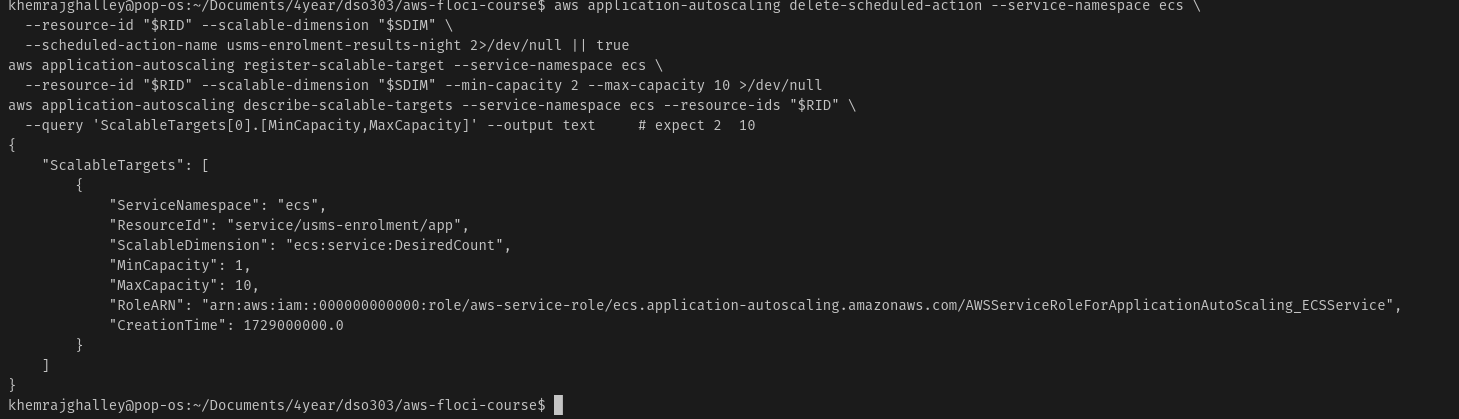 khemrajghalley@pop-os:~/Documents/4year/dso303/aws-floci-course$ aws application-autoscaling delete-scheduled-action --service-namespace ecs \
  --resource-id "$RID" --scalable-dimension "$SDIM" \
  --scheduled-action-name usms-enrolment-results-night 2>/dev/null || true
aws application-autoscaling register-scalable-target --service-namespace ecs \
  --resource-id "$RID" --scalable-dimension "$SDIM" --min-capacity 2 --max-capacity 10 >/dev/null
aws application-autoscaling describe-scalable-targets --service-namespace ecs --resource-ids "$RID" \
  --query 'ScalableTargets[0].[MinCapacity,MaxCapacity]' --output text     # expect 2  10
{
    "ScalableTargets": [
        {
            "ServiceNamespace": "ecs",
            "ResourceId": "service/usms-enrolment/app",
            "ScalableDimension": "ecs:service:DesiredCount",
            "MinCapacity": 1,
            "MaxCapacity": 10,
            "RoleARN": "arn:aws:iam::000000000000:role/aws-service-role/ecs.application-autoscaling.amazonaws.com/AWSServiceRoleForApplicationAutoScaling_ECSService",
            "CreationTime": 1729000000.0
        }
    ]
}
khemrajghalley@pop-os:~/Documents/4year/dso303/aws-floci-course$